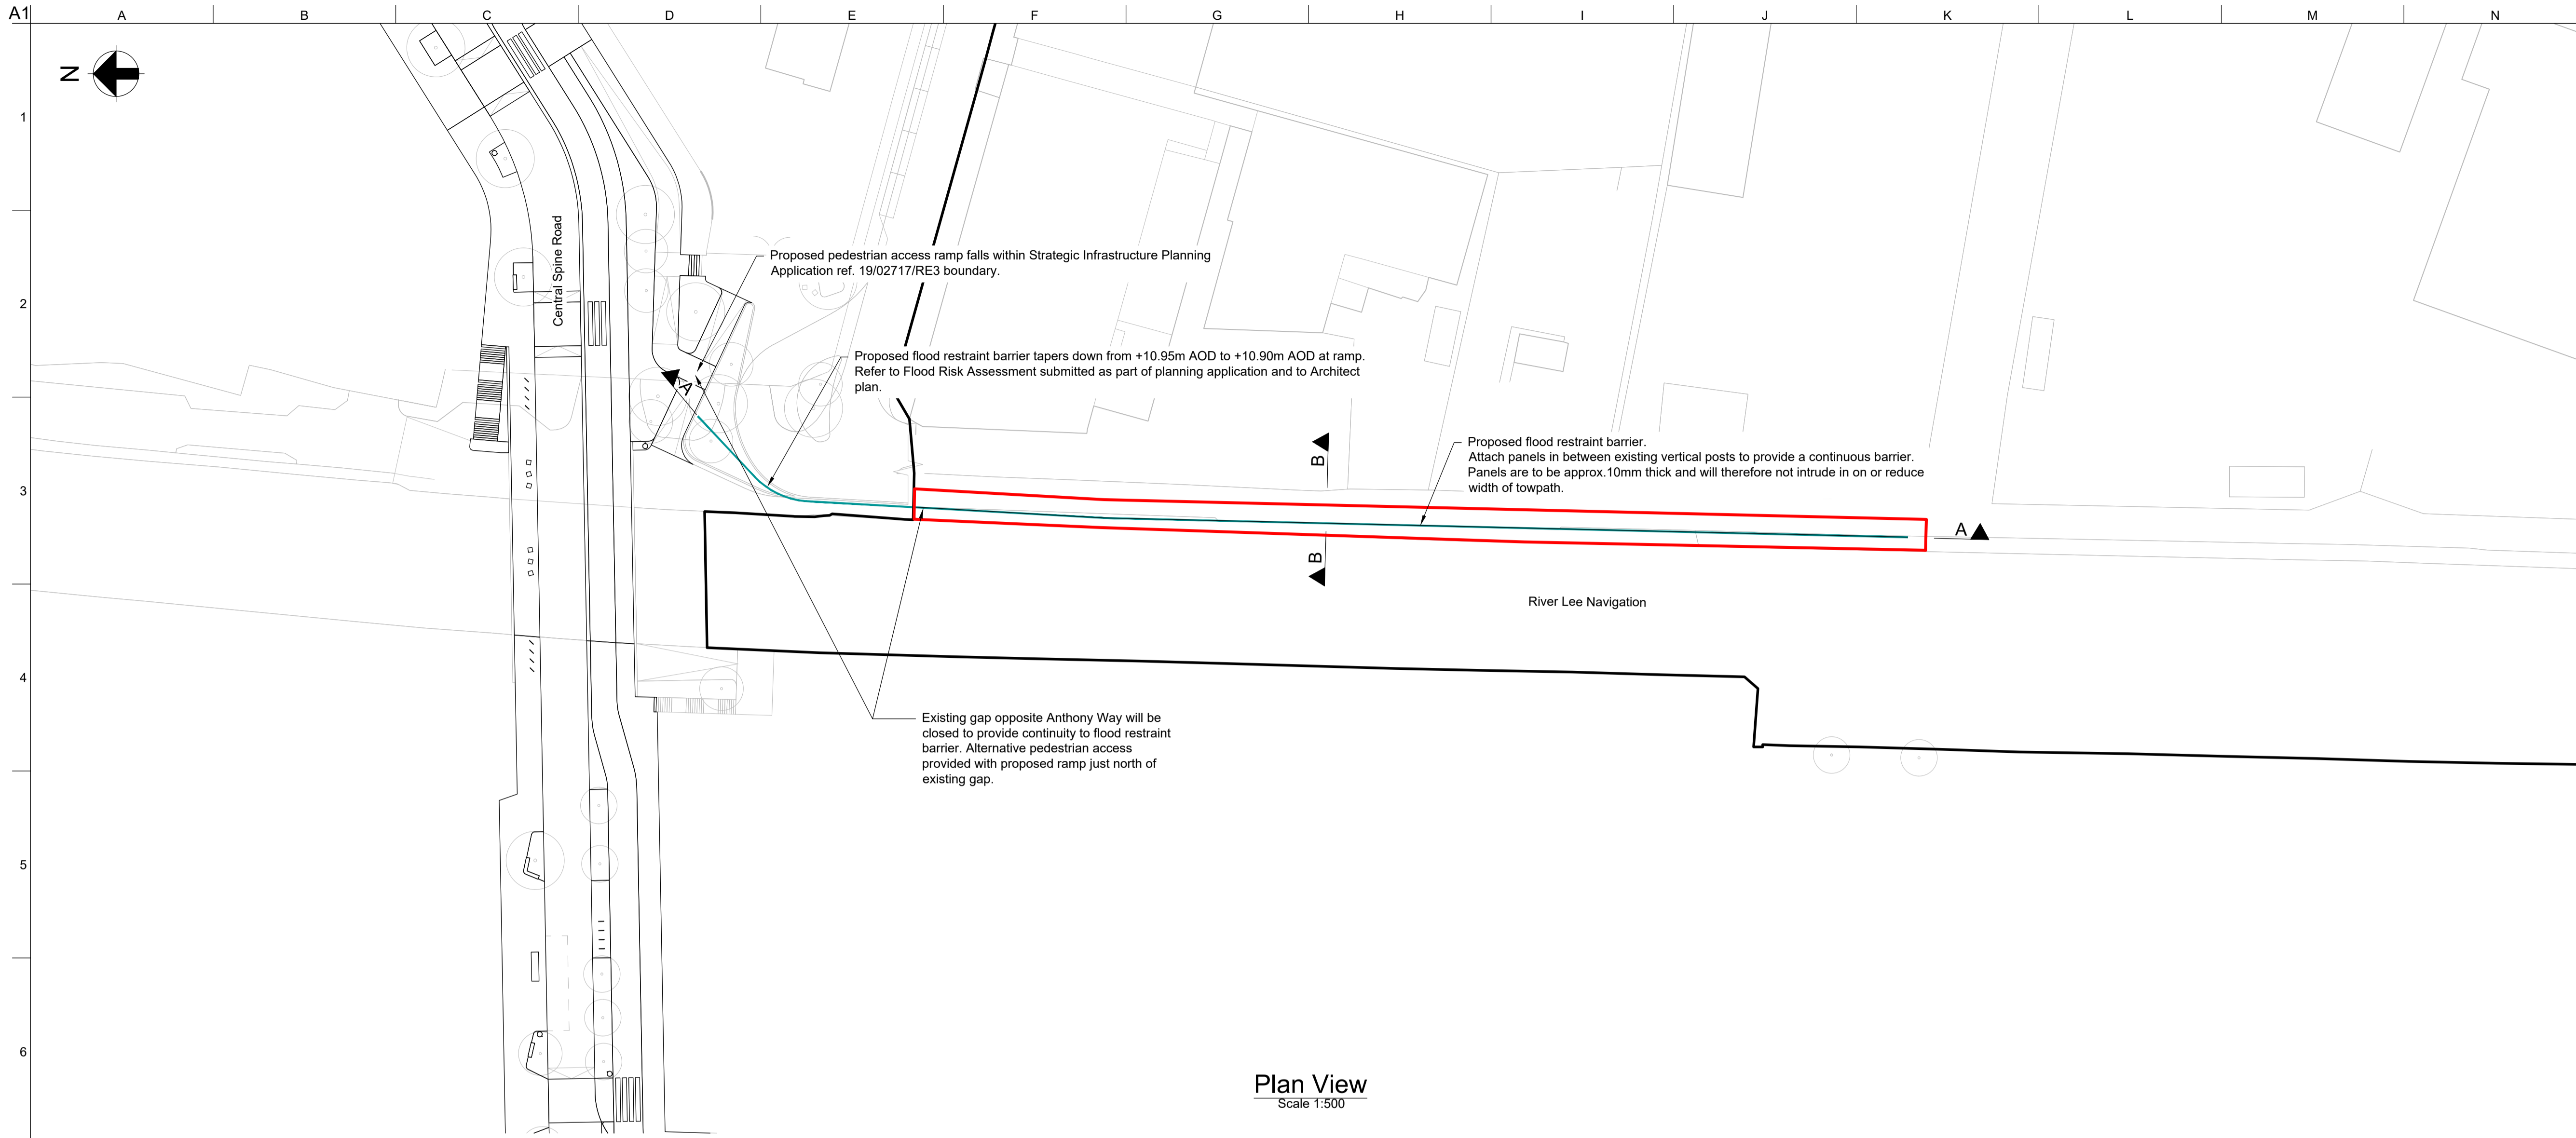 A1
A B C D E F G H I J K L M N
N
1
Central Spine Road
Proposed pedestrian access ramp falls within Strategic Infrastructure Planning
Application ref. 19/02717/RE3 boundary.
2
Proposed flood restraint barrier tapers down from +10.95m AOD to +10.90m AOD at ramp.
Refer to Flood Risk Assessment submitted as part of planning application and to Architect
plan.
A
B
Proposed flood restraint barrier.
Attach panels in between existing vertical posts to provide a continuous barrier.
Panels are to be approx.10mm thick and will therefore not intrude in on or reduce
width of towpath.
3
A
B
River Lee Navigation
4
Existing gap opposite Anthony Way will be
closed to provide continuity to flood restraint
barrier. Alternative pedestrian access
provided with proposed ramp just north of
existing gap.
5
6
Plan View
Scale 1:500